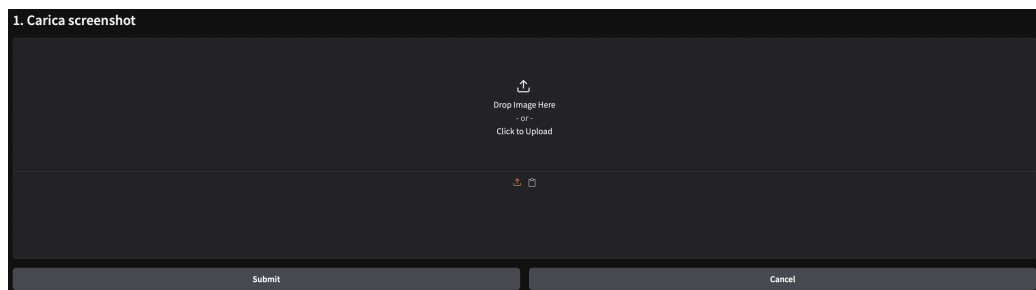 1. Carica screenshot
Drop Image Here
- or -
Click to Upload
Submit
Cancel